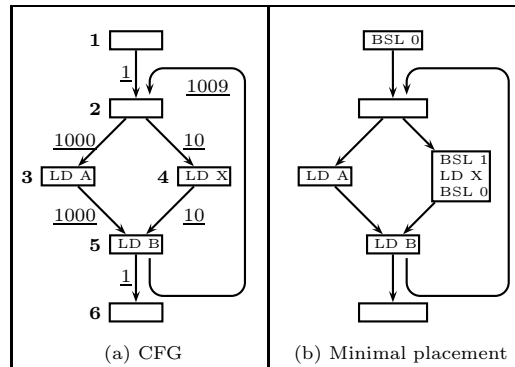 1
BSL 0
1
1009
2
1000
10
3
LD A
4
LD X
LD A
BSL 1
LD X
BSL 0
1000
10
5
LD B
LD B
1
6
(a) CFG
(b) Minimal placement